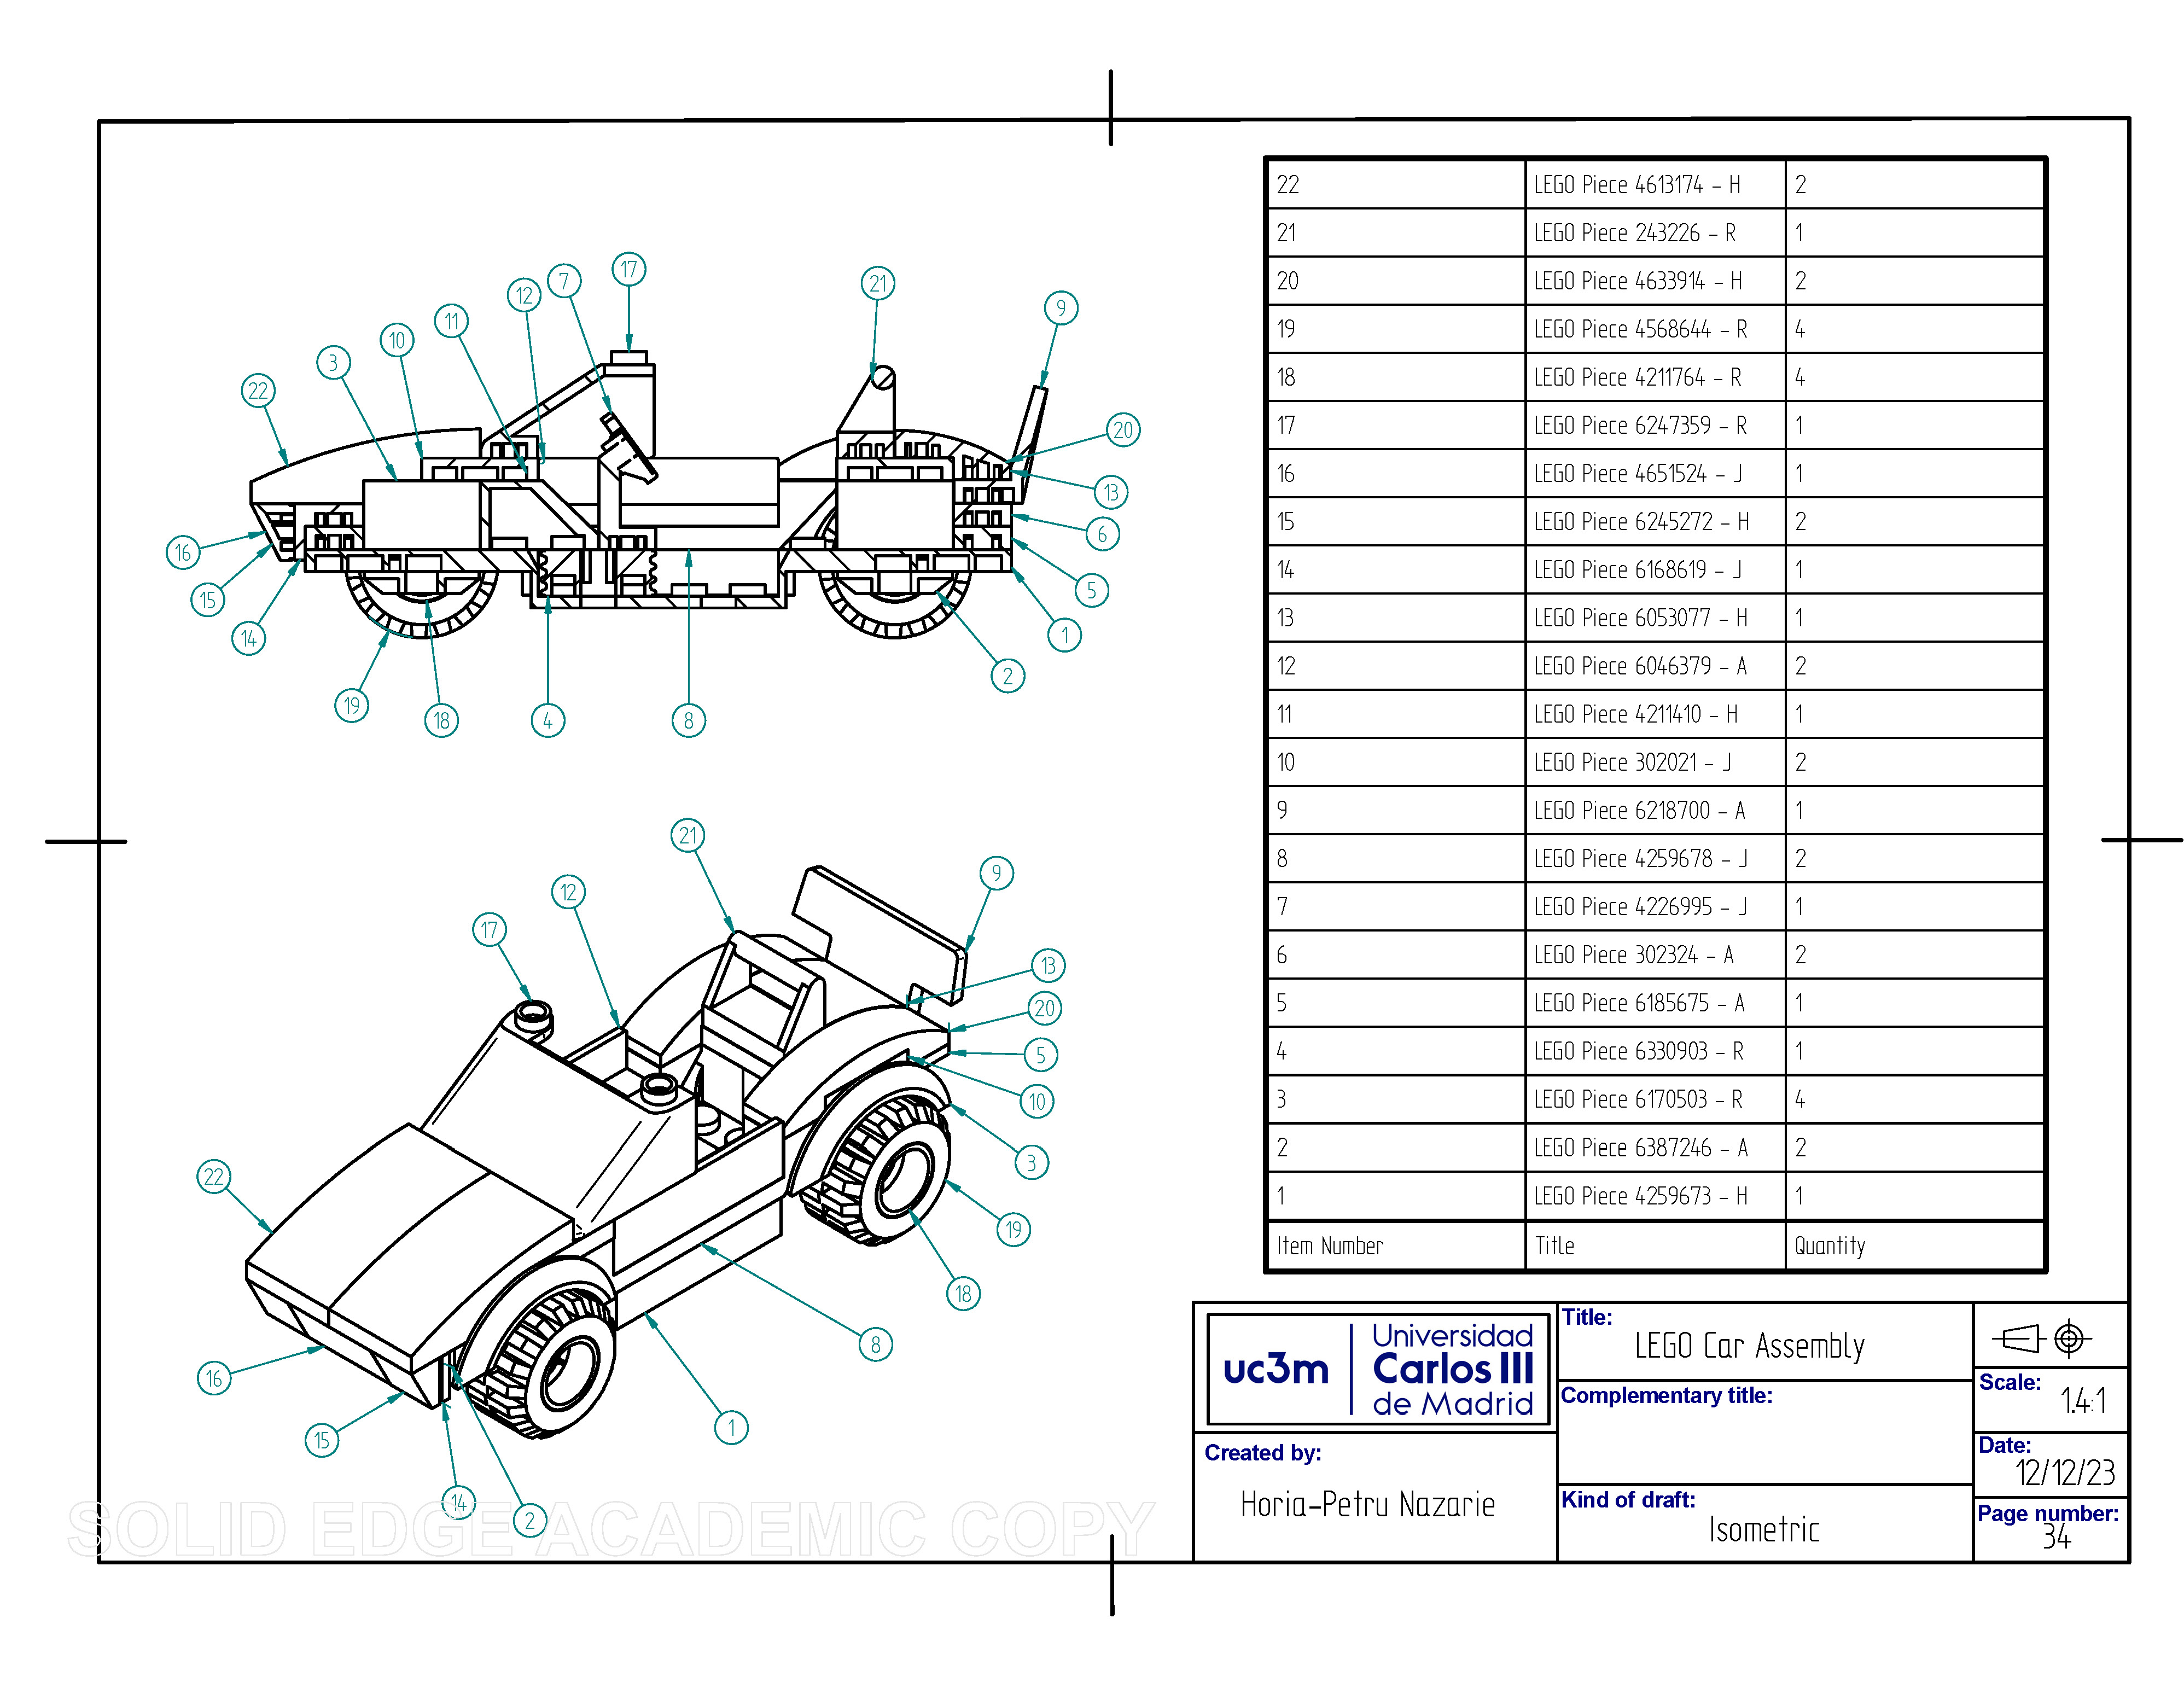 17
7
21
12
9
11
10
3
22
20
13
6
16
5
15
14
1
2
19
18
4
8
21
9
12
17
13
20
5
10
3
22
19
18
8
16
1
15
14
2
SOLID EDGE ACADEMIC COPY
22 LEGO Piece 4613174 - H 2
21 LEGO Piece 243226 - R 1
20 LEGO Piece 4633914 - H 2
19 LEGO Piece 4568644 - R 4
18 LEGO Piece 4211764 - R 4
17 LEGO Piece 6247359 - R 1
16 LEGO Piece 4651524 - J 1
15 LEGO Piece 6245272 - H 2
14 LEGO Piece 6168619 - J 1
13 LEGO Piece 6053077 - H 1
12 LEGO Piece 6046379 - A 2
11 LEGO Piece 4211410 - H 1
10 LEGO Piece 302021 - J 2
9 LEGO Piece 6218700 - A 1
8 LEGO Piece 4259678 - J 2
7 LEGO Piece 4226995 - J 1
6 LEGO Piece 302324 - A 2
5 LEGO Piece 6185675 - A 1
4 LEGO Piece 6330903 - R 1
3 LEGO Piece 6170503 - R 4
2 LEGO Piece 6387246 - A 2
1 LEGO Piece 4259673 - H 1
Item Number Title Quantity
uc3m
Universidad
Carlos III
de Madrid
Created by:
Horia-Petru Nazarie
Title:
LEGO Car Assembly
Complementary title:
Kind of draft:
Isometric
Scale:
1.4:1
Date:
12/12/23
Page number:
34